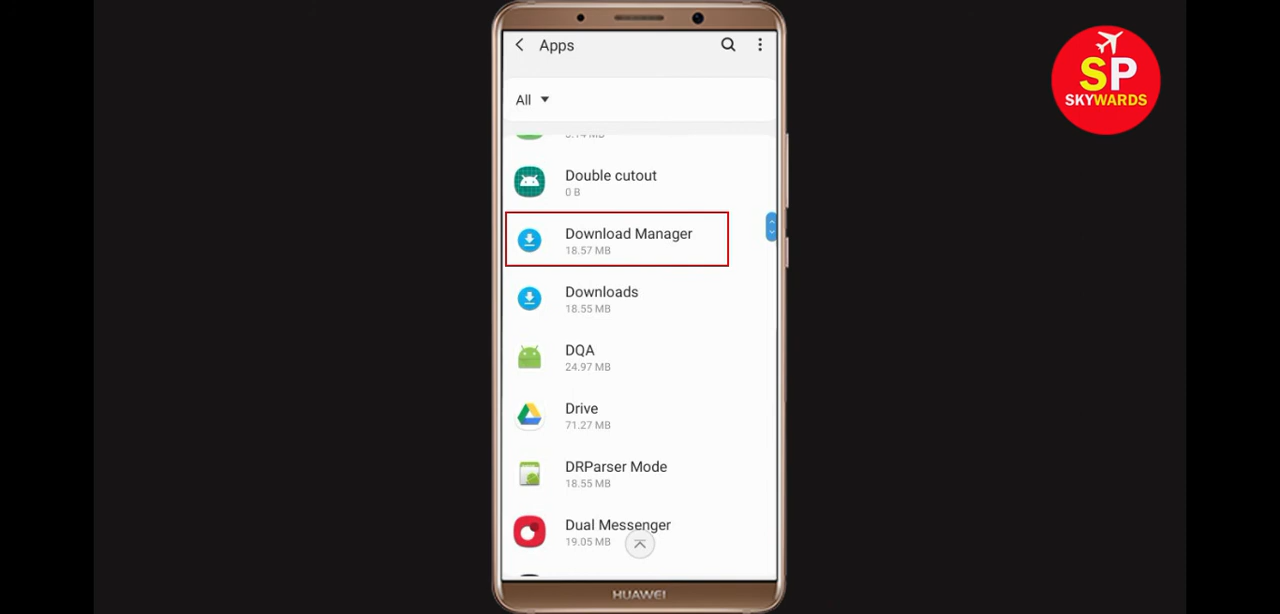 Apps
All
Double cutout
0 B
Download Manager
18.57 MB
Downloads
18.55 MB
DQA
24.97 MB
Drive
71.27 MB
DRParser Mode
18.55 MB
Dual Messenger
19.05 MB
HUAWEI
SP
SKYWARDS